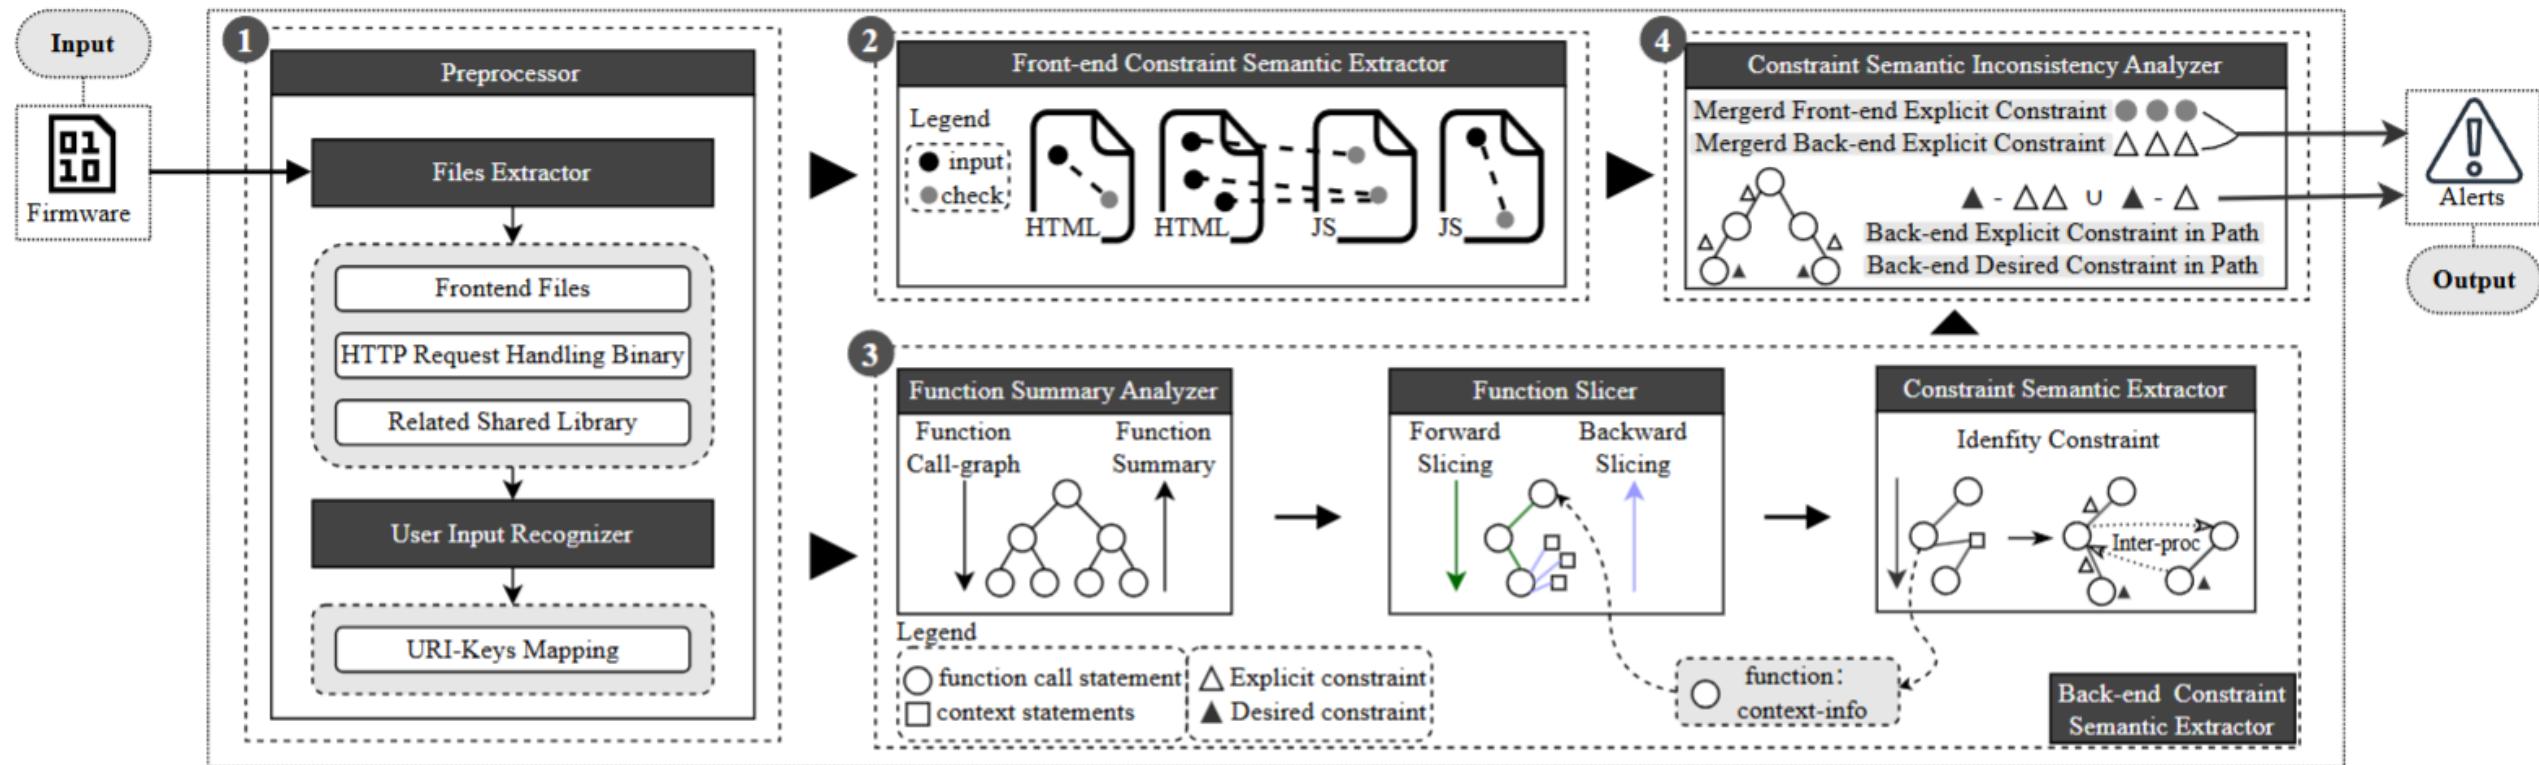 Input
01
10
Firmware
1
Preprocessor
Files Extractor
Frontend Files
HTTP Request Handling Binary
Related Shared Library
User Input Recognizer
URI-Keys Mapping
2
Front-end Constraint Semantic Extractor
Legend
input
check
HTML
HTML
JS
JS
4
Constraint Semantic Inconsistency Analyzer
Mergerd Front-end Explicit Constraint
Mergerd Back-end Explicit Constraint
▲ - △△ ∪ ▲ - △
Back-end Explicit Constraint in Path
Back-end Desired Constraint in Path
Alerts
Output
3
Function Summary Analyzer
Function
Call-graph
Function
Summary
Function Slicer
Forward
Slicing
Backward
Slicing
Constraint Semantic Extractor
Idenfity Constraint
Inter-proc
Legend
function call statement
context statements
Explicit constraint
Desired constraint
function:
context-info
Back-end Constraint
Semantic Extractor